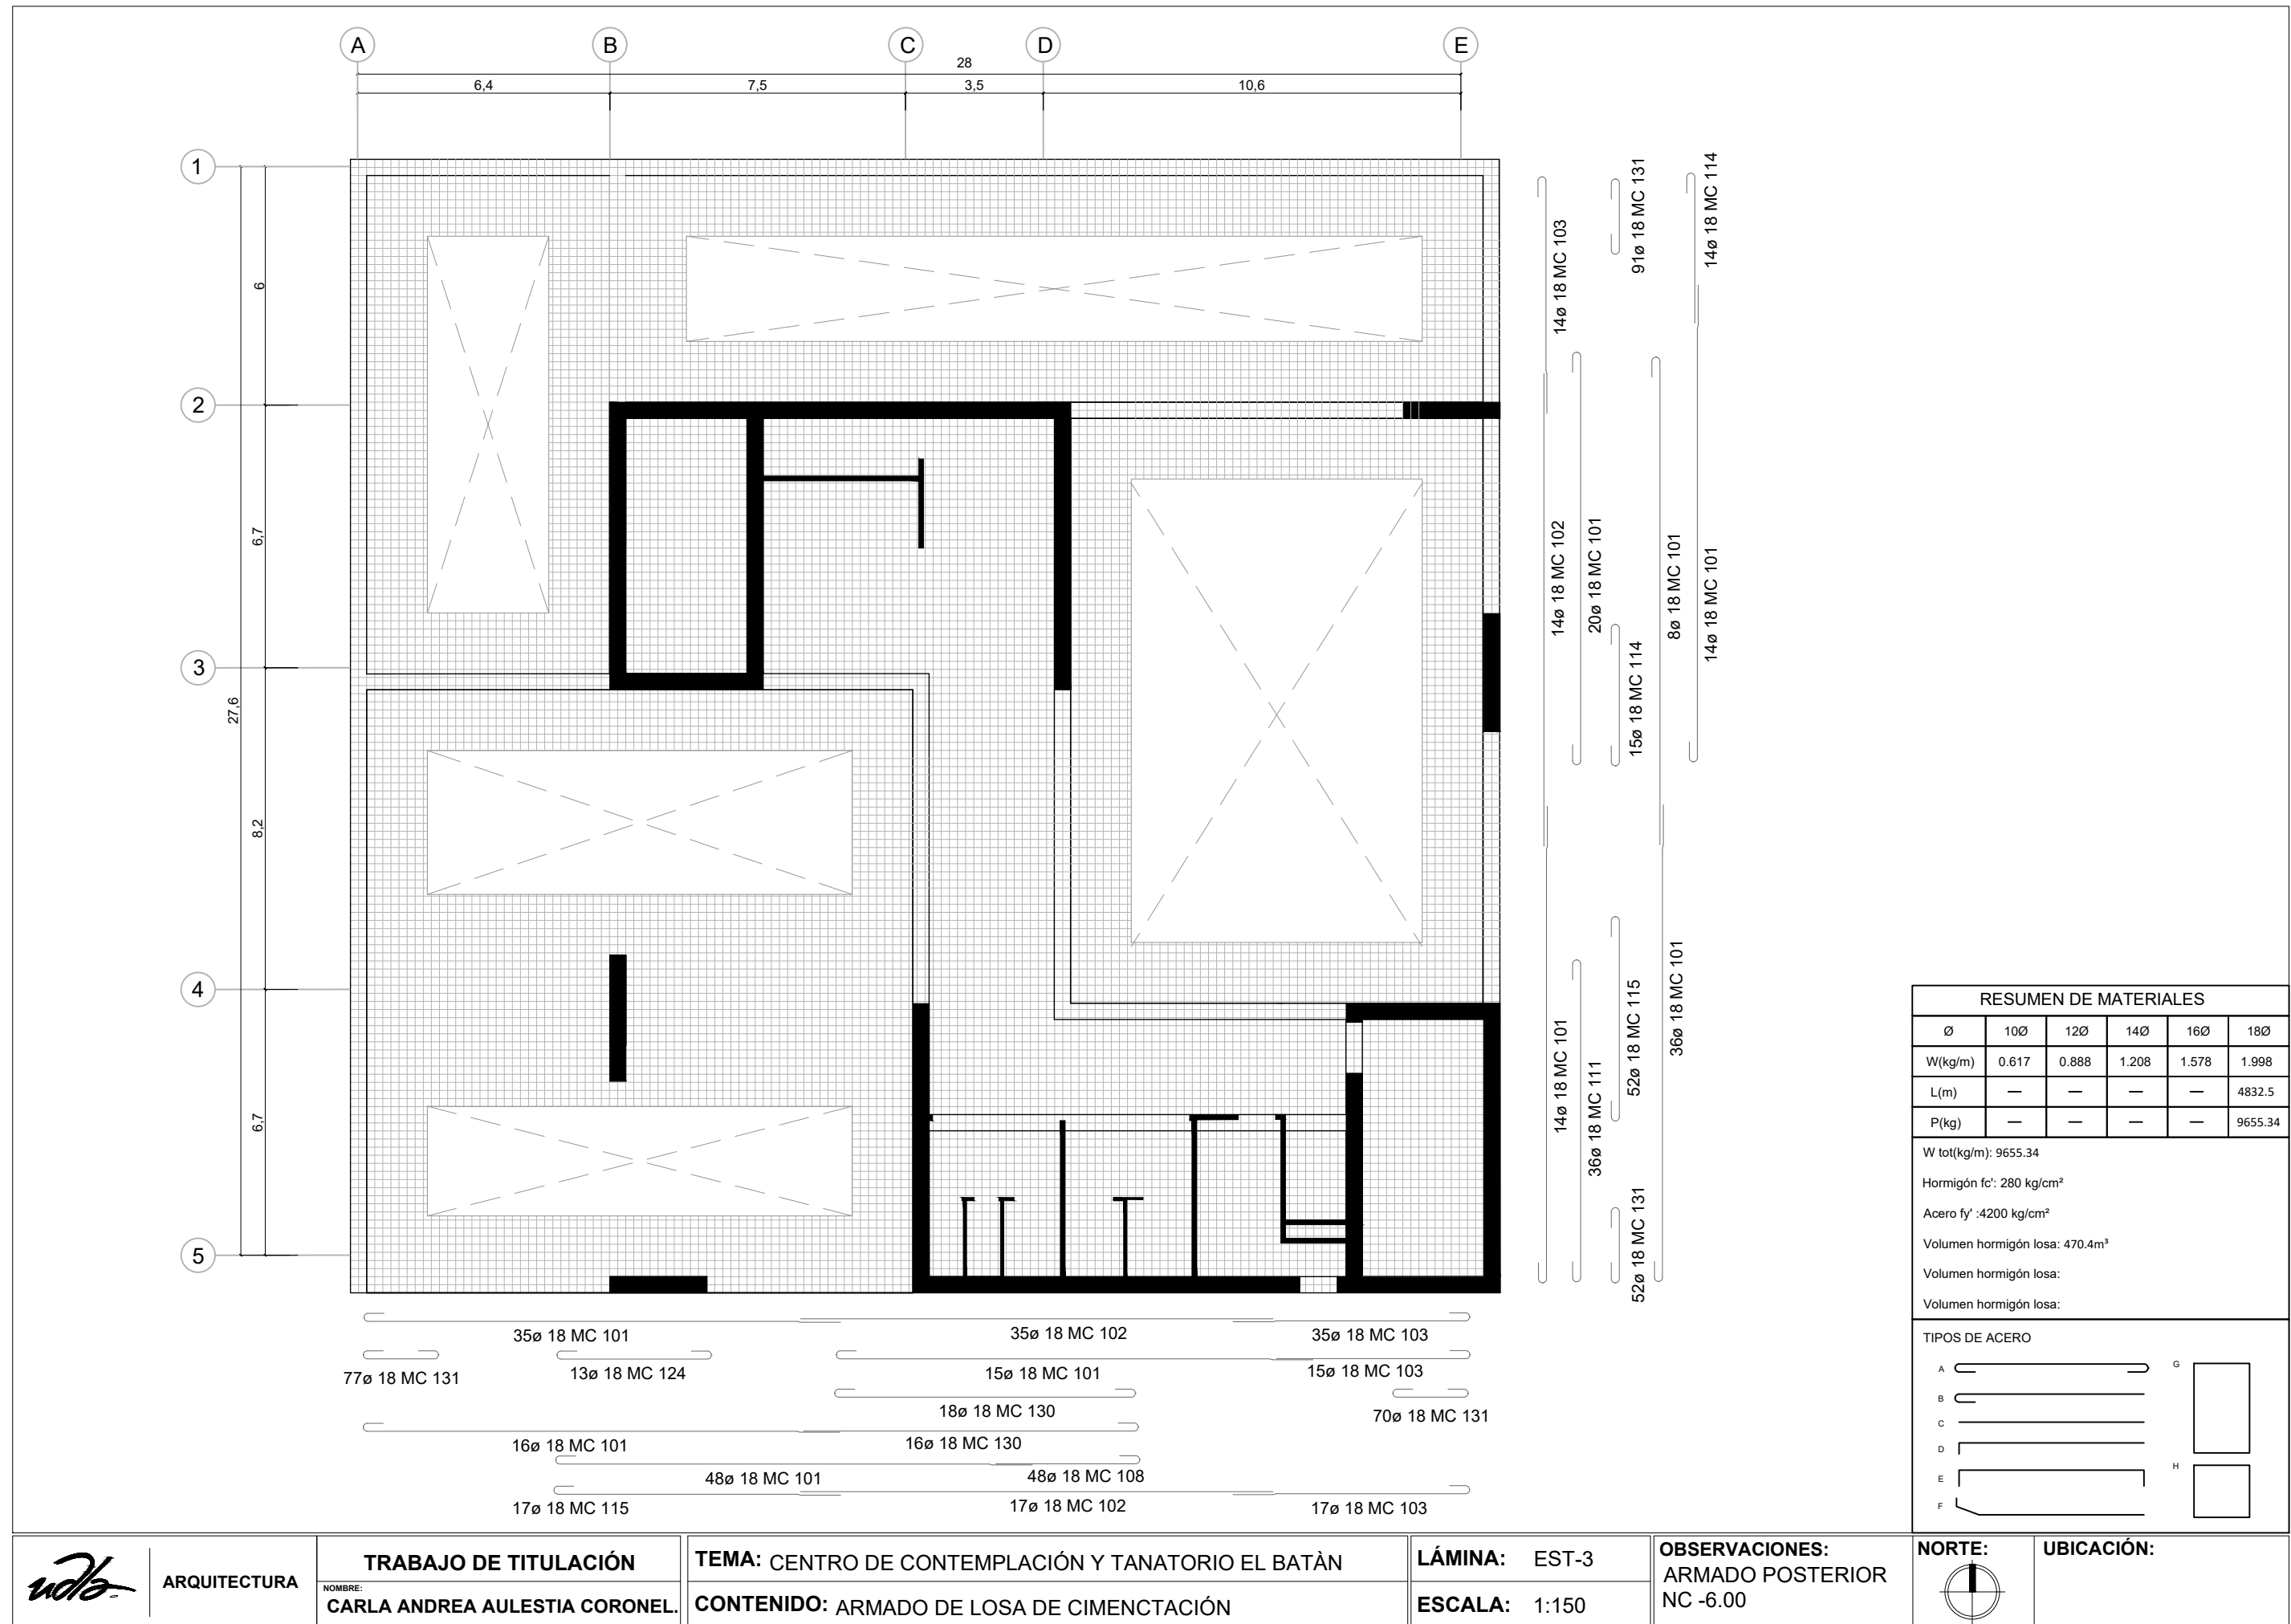 A
B
C
D
E
28
6,4
7,5
3,5
10,6
1
2
3
4
5
6
6,7
27,6
8,2
6,7
14ø 18 MC 103
91ø 18 MC 131
14ø 18 MC 114
14ø 18 MC 102
20ø 18 MC 101
15ø 18 MC 114
8ø 18 MC 101
14ø 18 MC 101
14ø 18 MC 101
36ø 18 MC 111
52ø 18 MC 115
52ø 18 MC 131
36ø 18 MC 101
35ø 18 MC 101
35ø 18 MC 102
35ø 18 MC 103
77ø 18 MC 131
13ø 18 MC 124
15ø 18 MC 101
15ø 18 MC 103
18ø 18 MC 130
70ø 18 MC 131
16ø 18 MC 101
16ø 18 MC 130
48ø 18 MC 101
48ø 18 MC 108
17ø 18 MC 115
17ø 18 MC 102
17ø 18 MC 103
RESUMEN DE MATERIALES
Ø 10Ø 12Ø 14Ø 16Ø 18Ø
W(kg/m) 0.617 0.888 1.208 1.578 1.998
L(m) — — — — 4832.5
P(kg) — — — — 9655.34
W tot(kg/m): 9655.34
Hormigón fc': 280 kg/cm²
Acero fy' :4200 kg/cm²
Volumen hormigón losa: 470.4m³
Volumen hormigón losa:
Volumen hormigón losa:
TIPOS DE ACERO
A
B
C
D
E
F
G
H
udla-
ARQUITECTURA
TRABAJO DE TITULACIÓN
NOMBRE:
CARLA ANDREA AULESTIA CORONEL.
TEMA: CENTRO DE CONTEMPLACIÓN Y TANATORIO EL BATÀN
CONTENIDO: ARMADO DE LOSA DE CIMENCTACIÓN
LÁMINA: EST-3
ESCALA: 1:150
OBSERVACIONES:
ARMADO POSTERIOR
NC -6.00
NORTE:
UBICACIÓN: